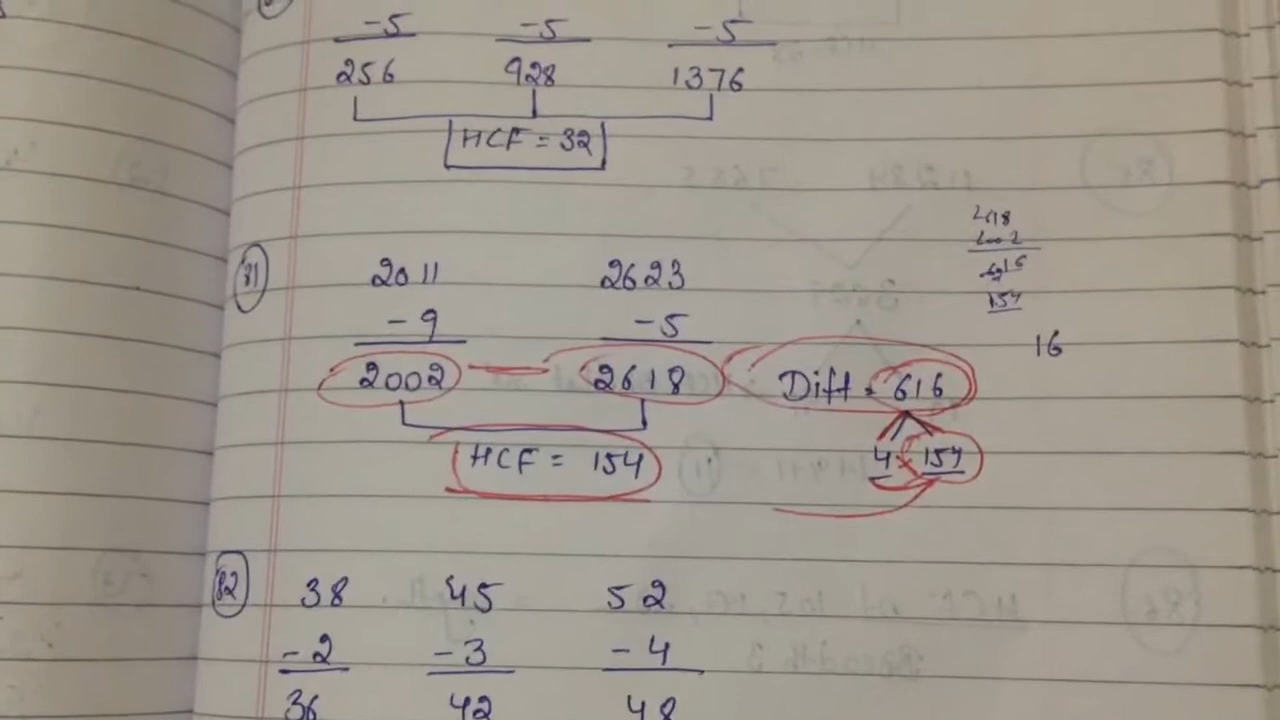 -5 -5 -5
256 928 1376
HCF = 32
81 2011 2623
-9 -5
2002 2618 Diff = 616
4 × 154
HCF = 154
2618
2002
616
154
16
82 38 45 52
-2 -3 -4
36 42 48